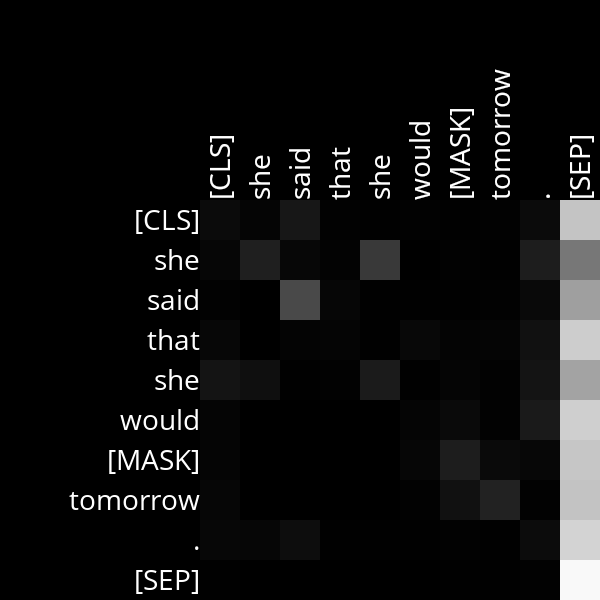 [CLS] she said that she would [MASK] tomorrow . [SEP]
[CLS]
she
said
that
she
would
[MASK]
tomorrow
.
[SEP]